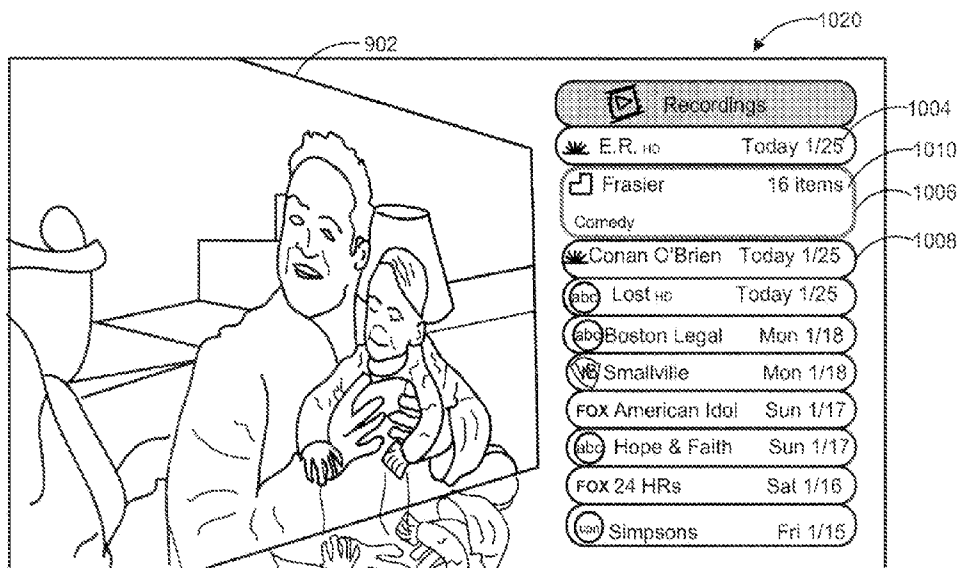 1020
902
Recordings
1004
E.R. HD Today 1/25
1010
Frasier 16 items
1006
Comedy
1008
Conan O'Brien Today 1/25
abc Lost HD Today 1/25
abc Boston Legal Mon 1/18
WB Smallville Mon 1/18
FOX American Idol Sun 1/17
abc Hope & Faith Sun 1/17
FOX 24 HRs Sat 1/16
Simpsons Fri 1/15